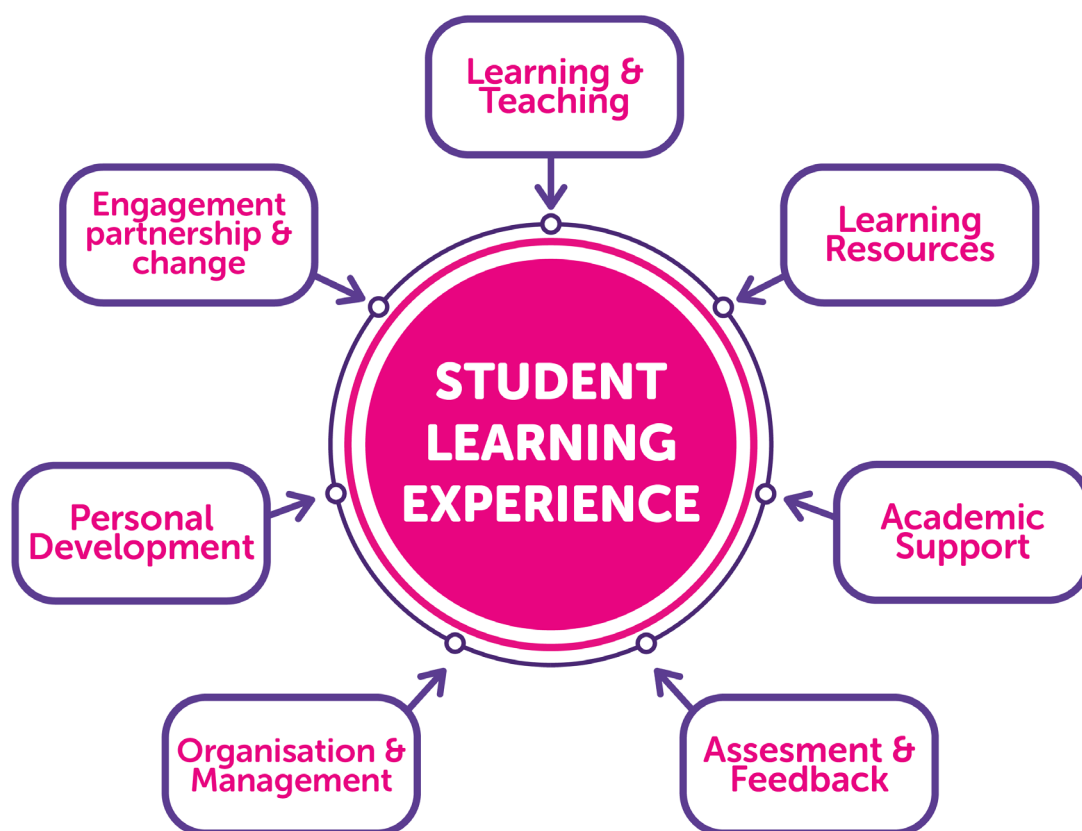 Learning &
Teaching
Learning
Resources
Academic
Support
Assesment &
Feedback
Organisation &
Management
Personal
Development
Engagement
partnership &
change
STUDENT
LEARNING
EXPERIENCE